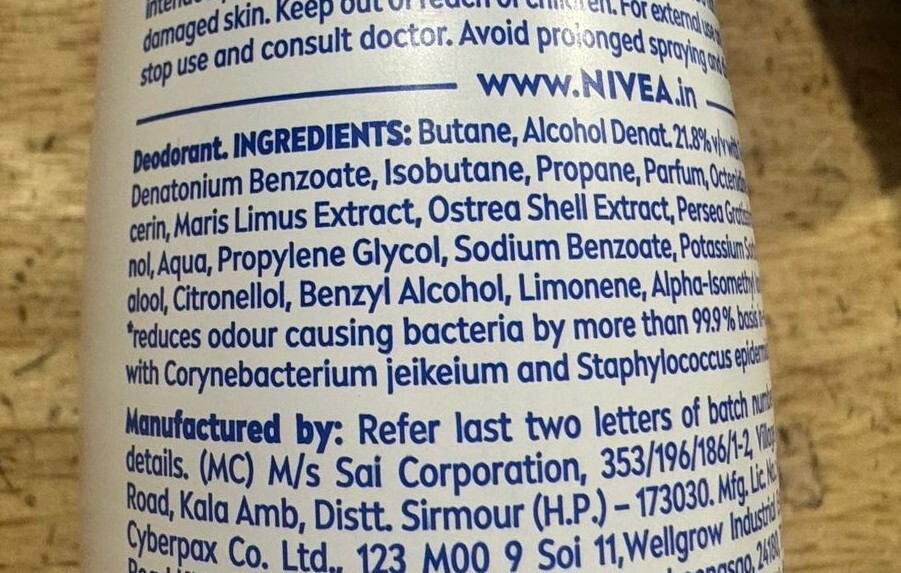 damaged skin. Keep out of reach of children. For external use
stop use and consult doctor. Avoid prolonged spraying and
www.NIVEA.in
Deodorant. INGREDIENTS: Butane, Alcohol Denat. 21.8% v/v with
Denatonium Benzoate, Isobutane, Propane, Parfum,
cerin, Maris Limus Extract, Ostrea Shell Extract, Persea
nol, Aqua, Propylene Glycol, Sodium Benzoate, Potassium
alool, Citronellol, Benzyl Alcohol, Limonene, Alpha-Isomethyl
*reduces odour causing bacteria by more than 99.9% basis
with Corynebacterium jeikeium and Staphylococcus
Manufactured by: Refer last two letters of batch
details. (MC) M/s Sai Corporation, 353/196/186/1-2,
Road, Kala Amb, Distt. Sirmour (H.P.) – 173030. Mfg. Lic. No.
Cyberpax Co. Ltd., 123 MOO 9 Soi 11, Wellgrow Industrial